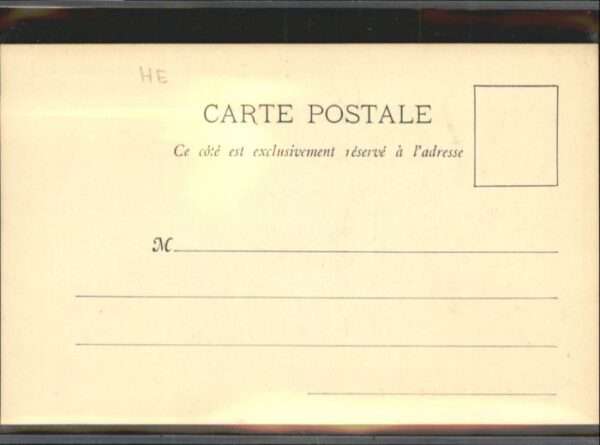 HE
CARTE POSTALE
Ce côté est exclusivement réservé à l'adresse
M